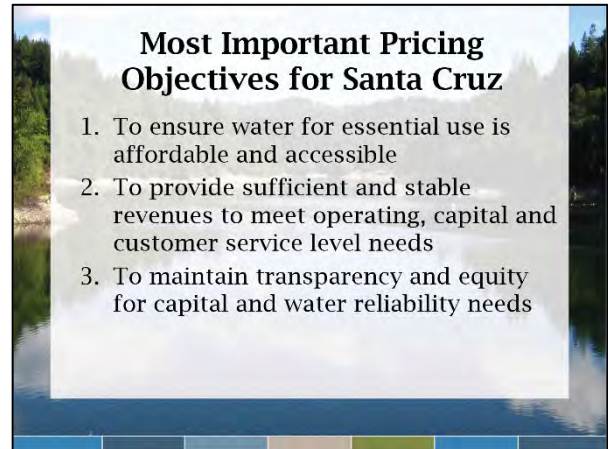 Most Important Pricing
Objectives for Santa Cruz
1. To ensure water for essential use is
affordable and accessible
2. To provide sufficient and stable
revenues to meet operating, capital and
customer service level needs
3. To maintain transparency and equity
for capital and water reliability needs